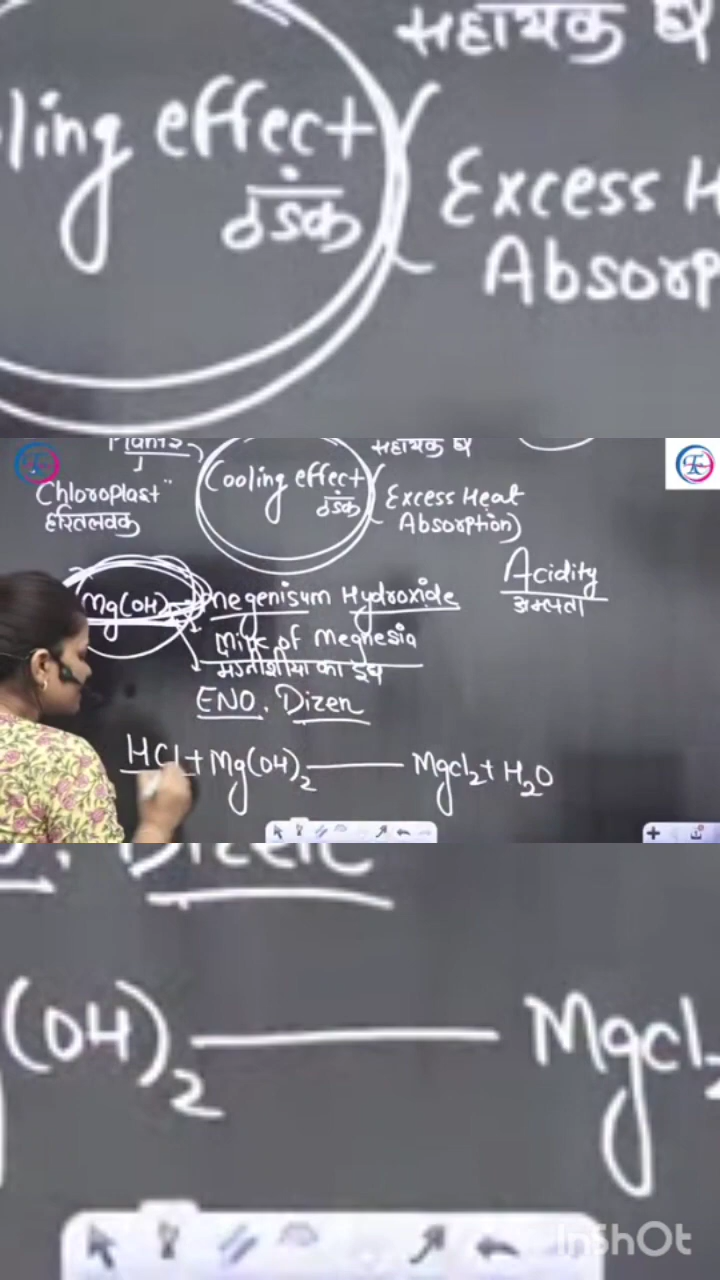 सहायक है
ling effect
ठंडक
Excess H
Absorp
Plants
सहायक है
Chloroplast"
हरितलवक
Cooling effect
ठंडक
Excess Heat
Absorption)
Mg(OH)
megenisum Hydroxide
Acidity
अम्लता
Milk of Megnesia
का
ENO. Dizen
HCl + Mg(OH)₂ —— Mgcl₂ + H₂O
(OH)₂ —— Mgcl₂
InShOt